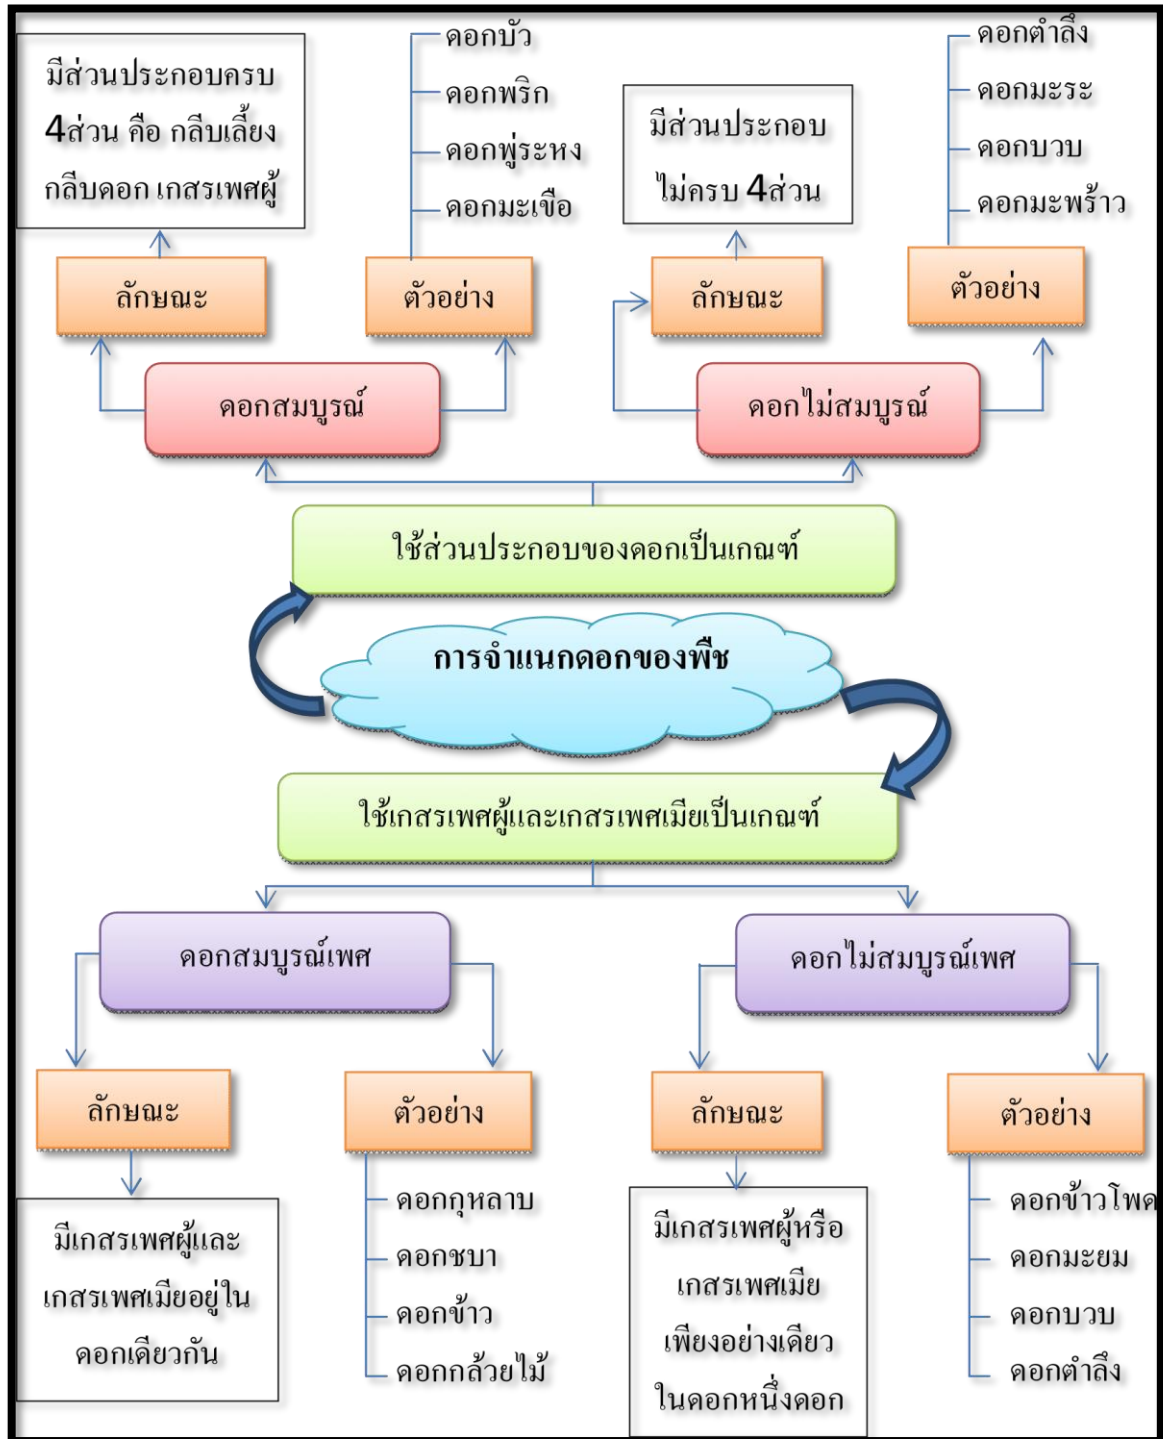 มีส่วนประกอบครบ
4ส่วน คือ กลีบเลี้ยง
กลีบดอก เกสรเพศผู้
ดอกบัว
ดอกพริก
ดอกพู่ระหง
ดอกมะเขือ
มีส่วนประกอบ
ไม่ครบ 4ส่วน
ดอกตำลึง
ดอกมะระ
ดอกบวบ
ดอกมะพร้าว
ลักษณะ
ตัวอย่าง
ลักษณะ
ตัวอย่าง
ดอกสมบูรณ์
ดอกไม่สมบูรณ์
ใช้ส่วนประกอบของดอกเป็นเกณฑ์
การจำแนกดอกของพืช
ใช้เกสรเพศผู้และเกสรเพศเมียเป็นเกณฑ์
ดอกสมบูรณ์เพศ
ดอกไม่สมบูรณ์เพศ
ลักษณะ
ตัวอย่าง
ลักษณะ
ตัวอย่าง
มีเกสรเพศผู้และ
เกสรเพศเมียอยู่ใน
ดอกเดียวกัน
ดอกกุหลาบ
ดอกชบา
ดอกข้าว
ดอกกล้วยไม้
มีเกสรเพศผู้หรือ
เกสรเพศเมีย
เพียงอย่างเดียว
ในดอกหนึ่งดอก
ดอกข้าวโพด
ดอกมะยม
ดอกบวบ
ดอกตำลึง